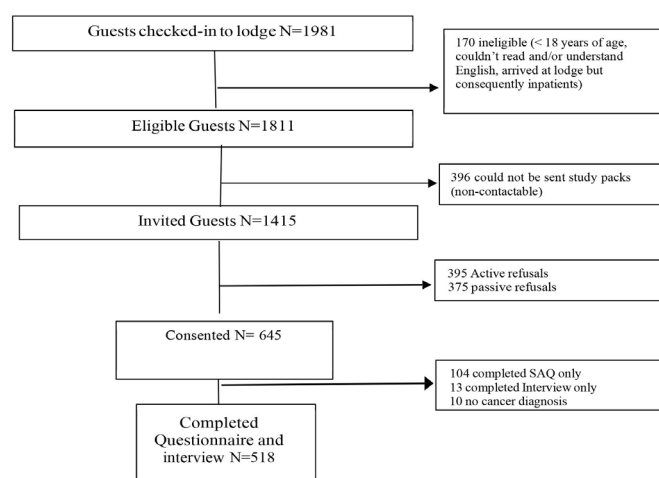 Guests checked-in to lodge N=1981
170 ineligible (< 18 years of age,
couldn't read and/or understand
English, arrived at lodge but
consequently inpatients)
Eligible Guests N=1811
396 could not be sent study packs
(non-contactable)
Invited Guests N=1415
395 Active refusals
375 passive refusals
Consented N= 645
104 completed SAQ only
13 completed Interview only
10 no cancer diagnosis
Completed
Questionnaire and
interview N=518